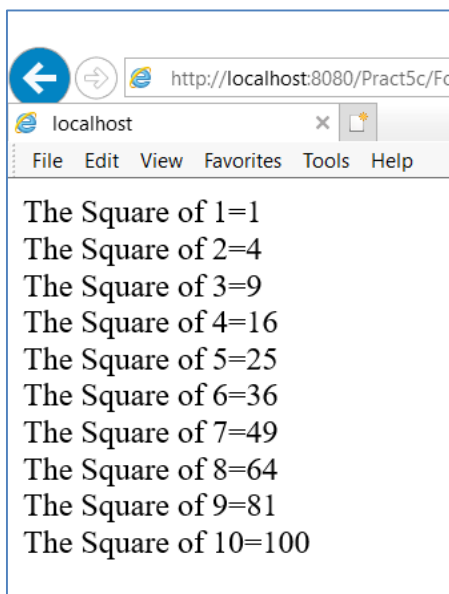 http://localhost:8080/Pract5c/Fo
localhost
File Edit View Favorites Tools Help
The Square of 1=1
The Square of 2=4
The Square of 3=9
The Square of 4=16
The Square of 5=25
The Square of 6=36
The Square of 7=49
The Square of 8=64
The Square of 9=81
The Square of 10=100